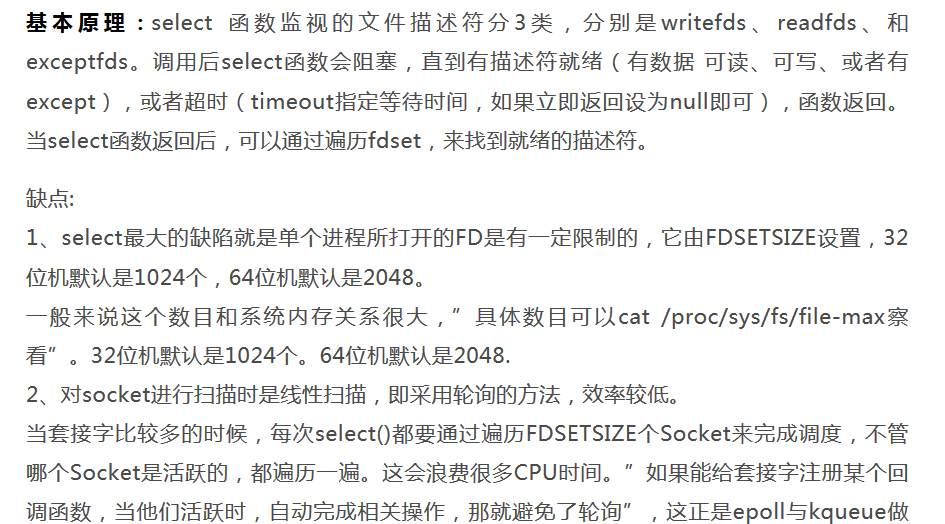 基本原理：select 函数监视的文件描述符分3类，分别是writefds、readfds、和
exceptfds。调用后select函数会阻塞，直到有描述符就绪（有数据 可读、可写、或者有
except），或者超时（timeout指定等待时间，如果立即返回设为null即可），函数返回。
当select函数返回后，可以通过遍历fdset，来找到就绪的描述符。
缺点:
1、select最大的缺陷就是单个进程所打开的FD是有一定限制的，它由FDSETSIZE设置，32
位机默认是1024个，64位机默认是2048。
一般来说这个数目和系统内存关系很大，”具体数目可以cat /proc/sys/fs/file-max察
看”。32位机默认是1024个。64位机默认是2048.
2、对socket进行扫描时是线性扫描，即采用轮询的方法，效率较低。
当套接字比较多的时候，每次select()都要通过遍历FDSETSIZE个Socket来完成调度，不管
哪个Socket是活跃的，都遍历一遍。这会浪费很多CPU时间。”如果能给套接字注册某个回
调函数，当他们活跃时，自动完成相关操作，那就避免了轮询”，这正是epoll与kqueue做